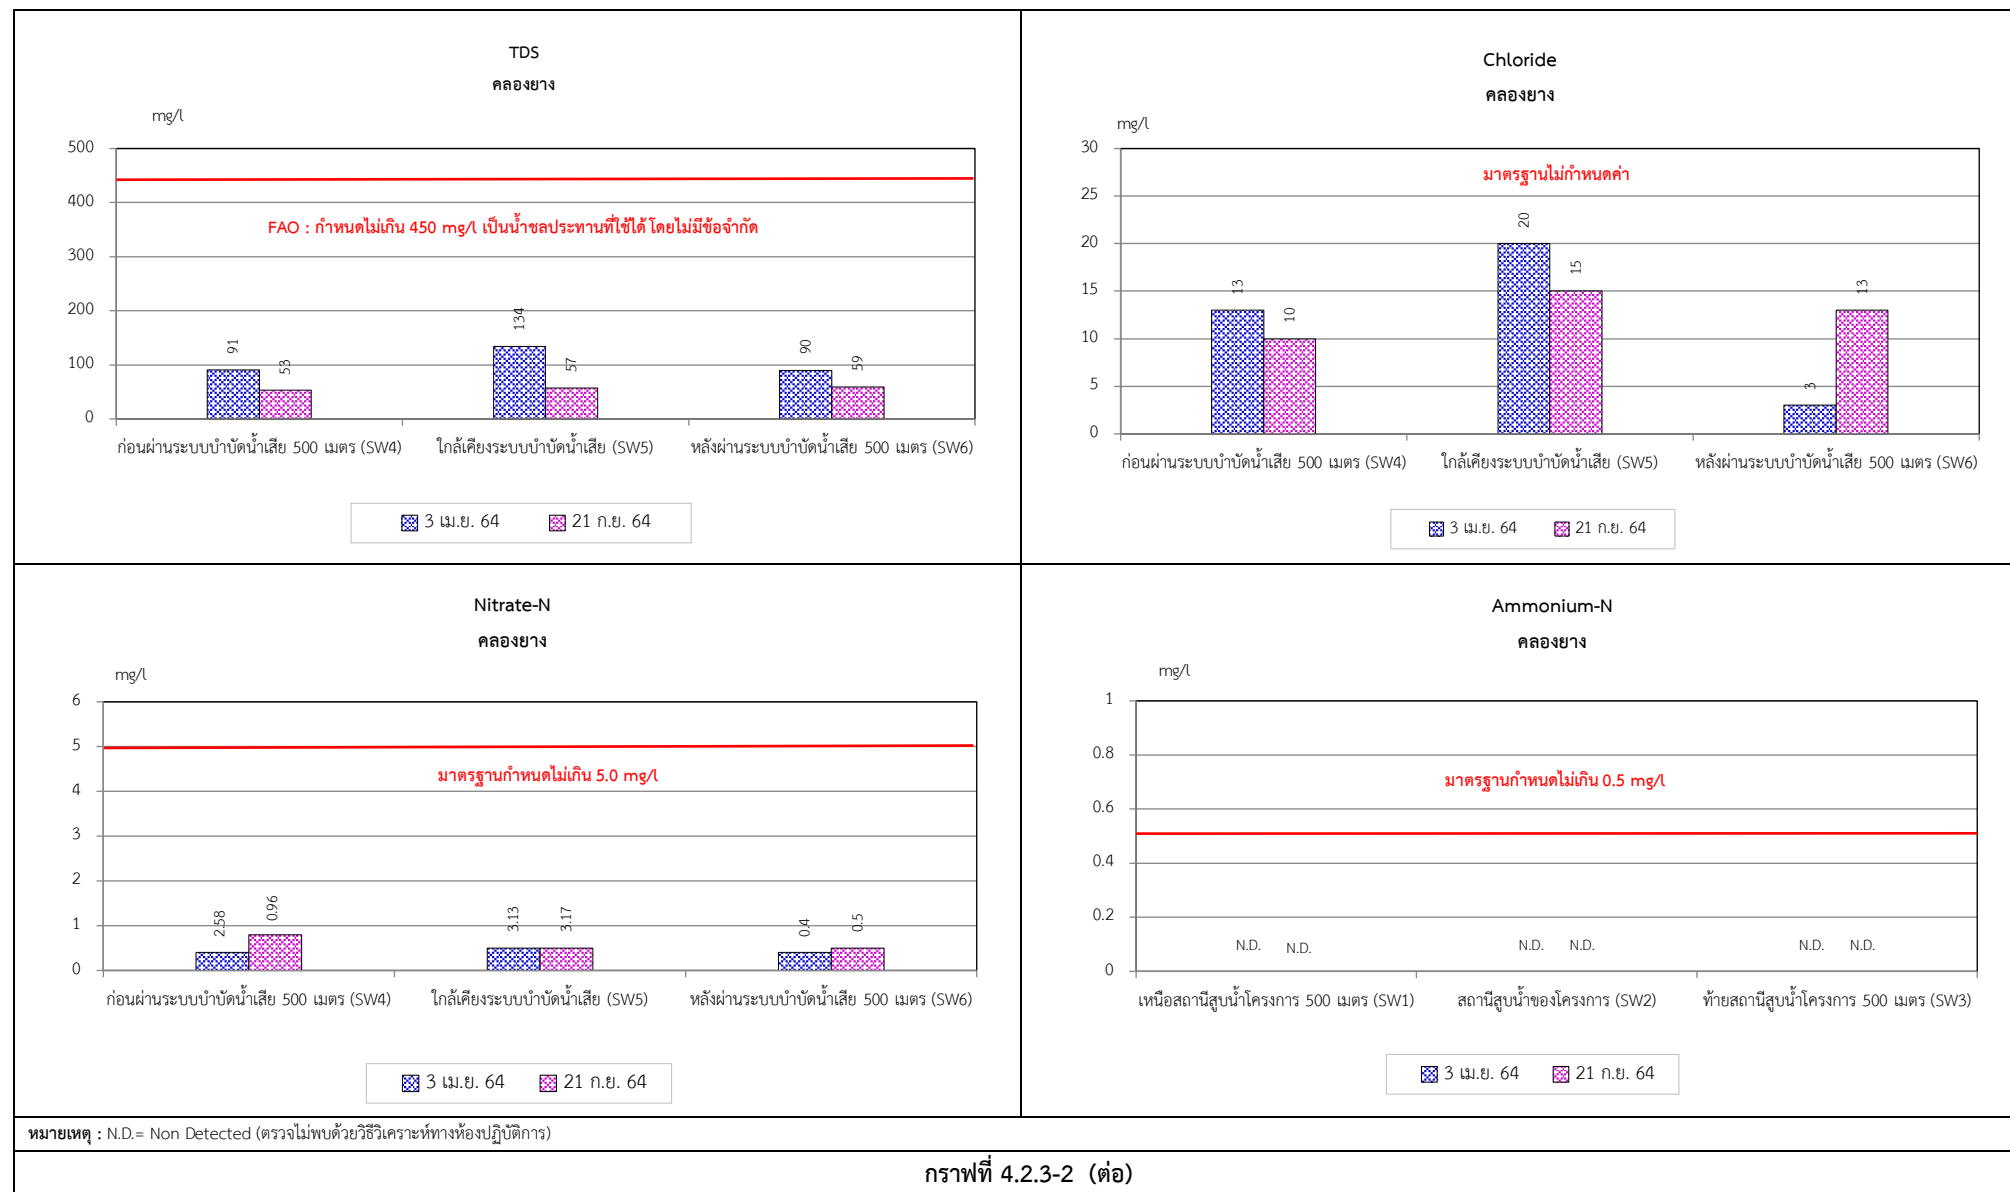 TDS
คลองยาง
mg/l
500
400
300
200
100
0
FAO : กำหนดไม่เกิน 450 mg/l เป็นน้ำชลประทานที่ใช้ได้ โดยไม่มีข้อจำกัด
91
53
134
57
90
59
ก่อนผ่านระบบบำบัดน้ำเสีย 500 เมตร (SW4)
ใกล้เคียงระบบบำบัดน้ำเสีย (SW5)
หลังผ่านระบบบำบัดน้ำเสีย 500 เมตร (SW6)
3 เม.ย. 64
21 ก.ย. 64
Chloride
คลองยาง
mg/l
30
25
20
15
10
5
0
มาตรฐานไม่กำหนดค่า
13
10
20
15
3
13
ก่อนผ่านระบบบำบัดน้ำเสีย 500 เมตร (SW4)
ใกล้เคียงระบบบำบัดน้ำเสีย (SW5)
หลังผ่านระบบบำบัดน้ำเสีย 500 เมตร (SW6)
3 เม.ย. 64
21 ก.ย. 64
Nitrate-N
คลองยาง
mg/l
6
5
4
3
2
1
0
มาตรฐานกำหนดไม่เกิน 5.0 mg/l
2.58
0.96
3.13
3.17
0.4
0.5
ก่อนผ่านระบบบำบัดน้ำเสีย 500 เมตร (SW4)
ใกล้เคียงระบบบำบัดน้ำเสีย (SW5)
หลังผ่านระบบบำบัดน้ำเสีย 500 เมตร (SW6)
3 เม.ย. 64
21 ก.ย. 64
Ammonium-N
คลองยาง
mg/l
1
0.8
0.6
0.4
0.2
0
มาตรฐานกำหนดไม่เกิน 0.5 mg/l
N.D.
N.D.
N.D.
N.D.
N.D.
N.D.
เหนือสถานีสูบน้ำโครงการ 500 เมตร (SW1)
สถานีสูบน้ำของโครงการ (SW2)
ท้ายสถานีสูบน้ำโครงการ 500 เมตร (SW3)
3 เม.ย. 64
21 ก.ย. 64
หมายเหตุ : N.D.= Non Detected (ตรวจไม่พบด้วยวิธีวิเคราะห์ทางห้องปฏิบัติการ)
กราฟที่ 4.2.3-2 (ต่อ)